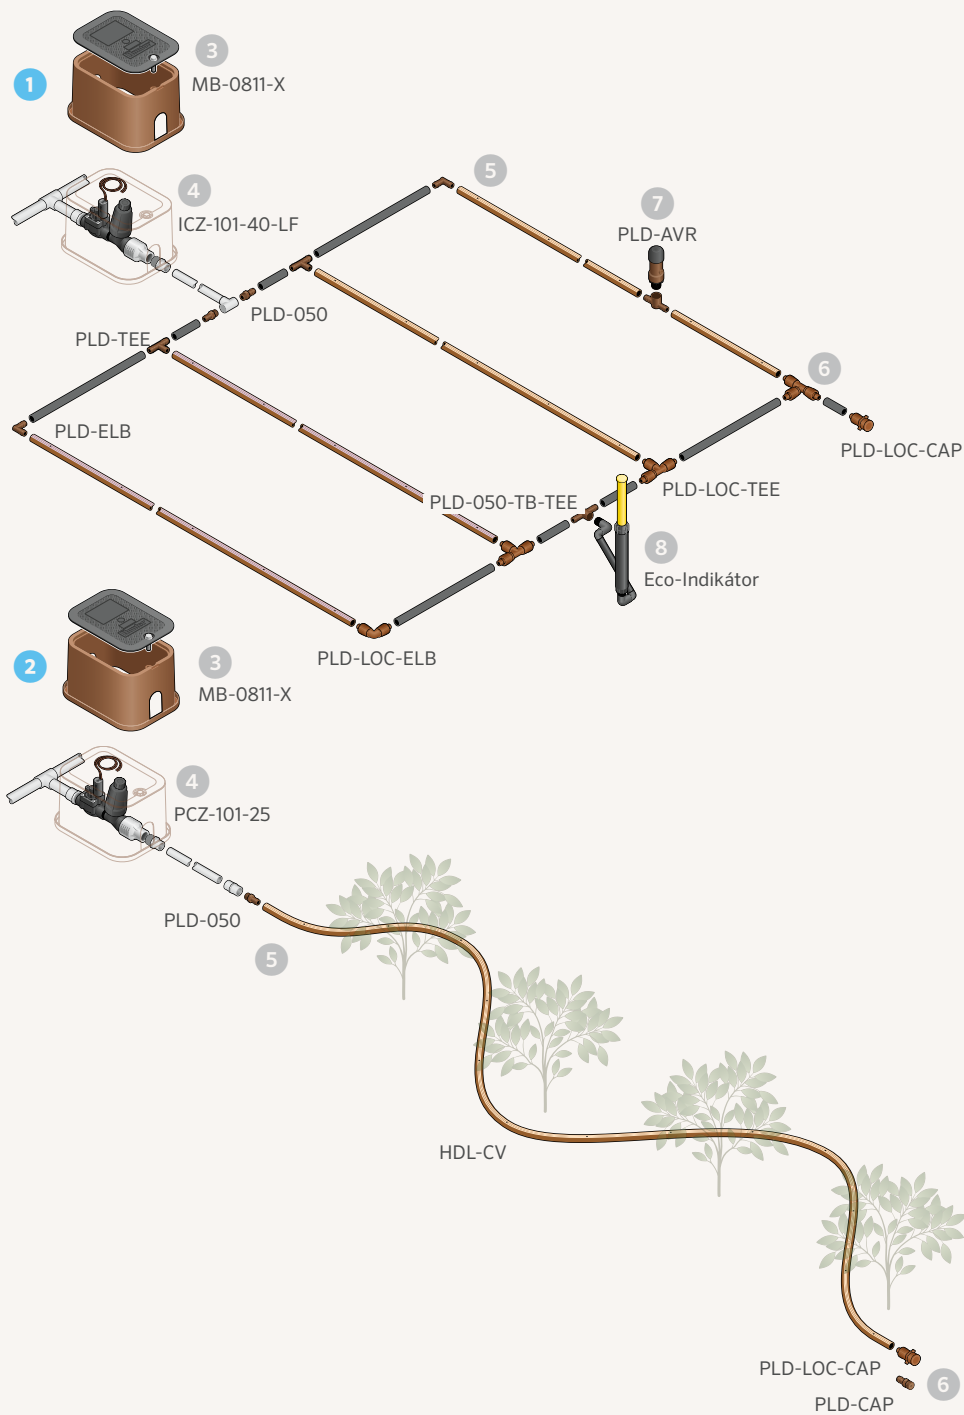 3
1
MB-0811-X
4
ICZ-101-40-LF
5
7
PLD-AVR
PLD-050
PLD-TEE
6
PLD-ELB
PLD-LOC-CAP
PLD-LOC-TEE
PLD-050-TB-TEE
8
Eco-Indikátor
PLD-LOC-ELB
2
3
MB-0811-X
4
PCZ-101-25
PLD-050
5
HDL-CV
PLD-LOC-CAP
6
PLD-CAP